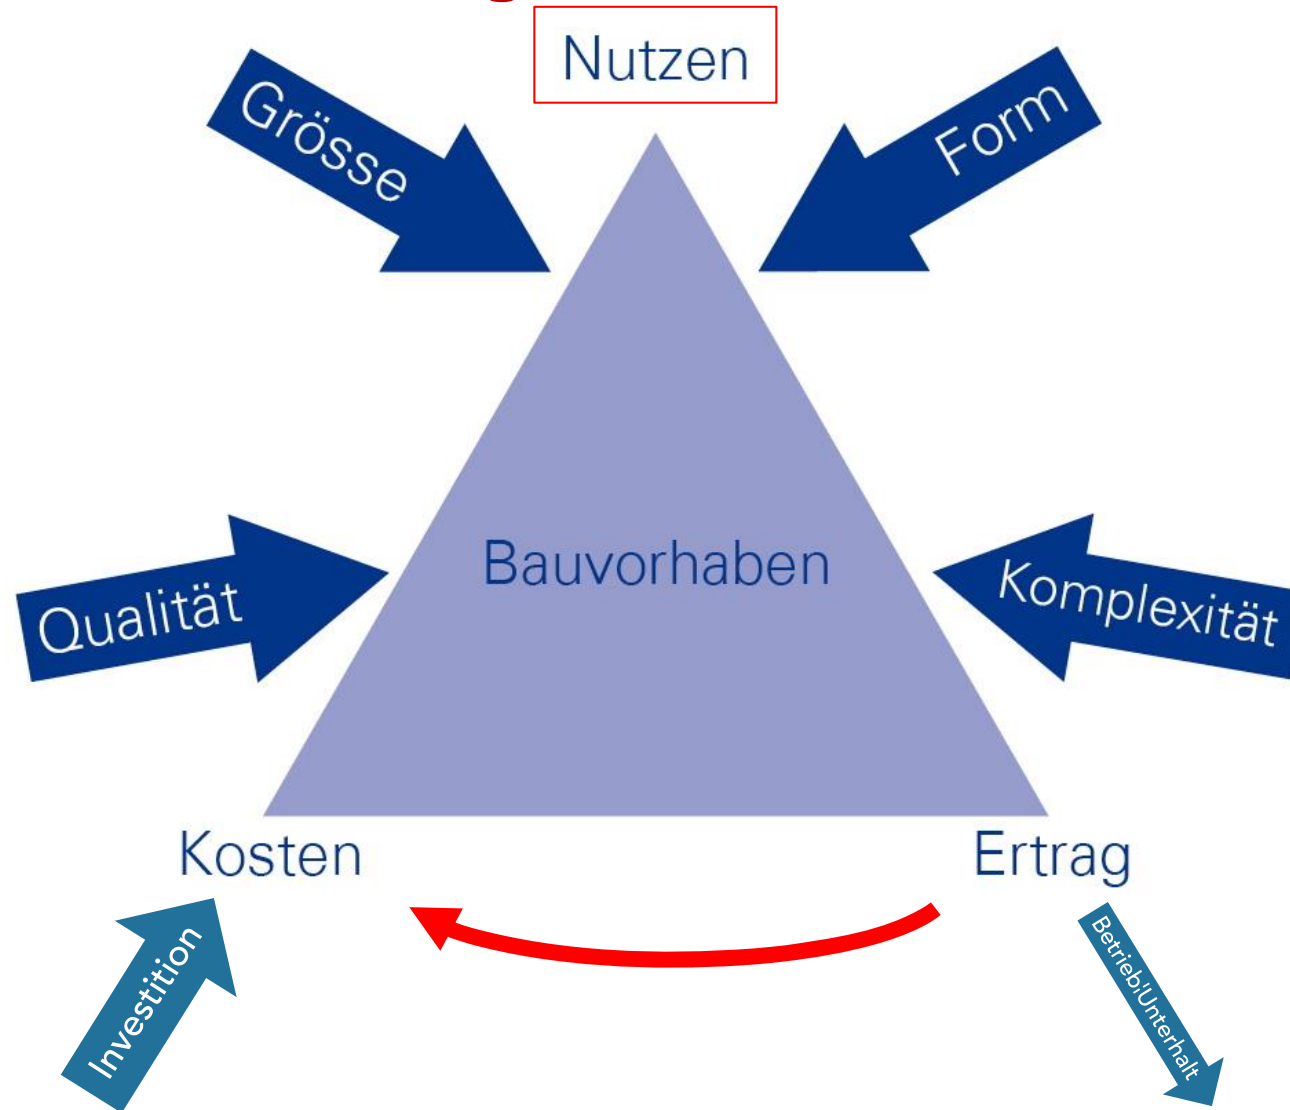 Nutzen
Grösse
Form
Bauvorhaben
Qualität
Komplexität
Kosten
Ertrag
Investition
Betrieb/Unterhalt